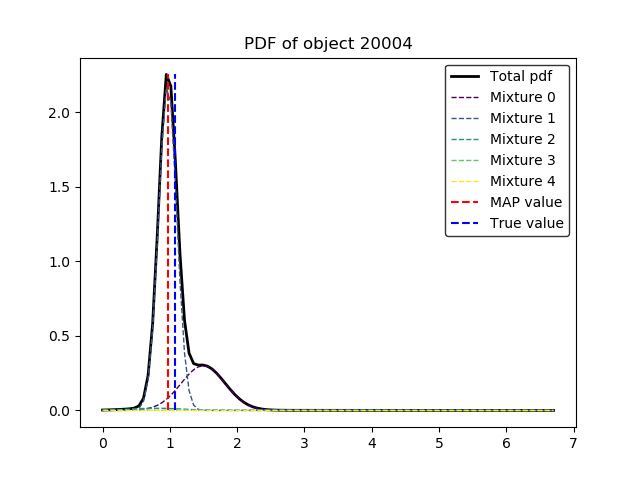 PDF of object 20004
Total pdf
Mixture 0
Mixture 1
Mixture 2
Mixture 3
Mixture 4
MAP value
True value
2.0
1.5
1.0
0.5
0.0
0 1 2 3 4 5 6 7